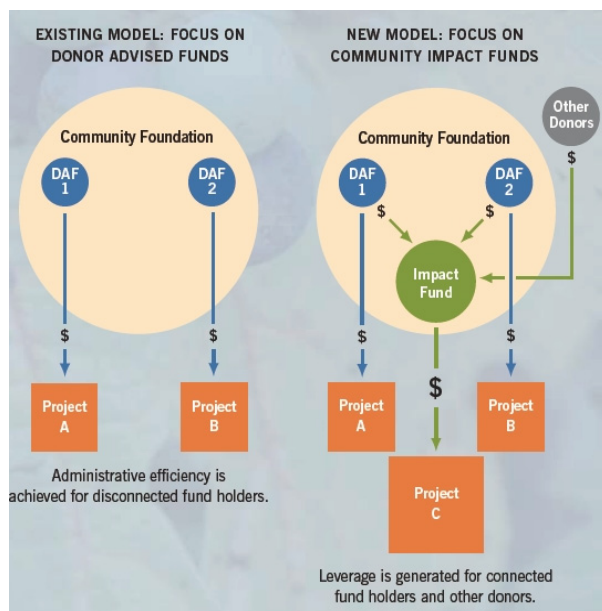 EXISTING MODEL: FOCUS ON
DONOR ADVISED FUNDS
Community Foundation
DAF
1
DAF
2
$
$
Project
A
Project
B
Administrative efficiency is
achieved for disconnected fund holders.
NEW MODEL: FOCUS ON
COMMUNITY IMPACT FUNDS
Other
Donors
$
Community Foundation
DAF
1
DAF
2
$
$
Impact
Fund
$
$
$
Project
A
Project
B
Project
C
Leverage is generated for connected
fund holders and other donors.